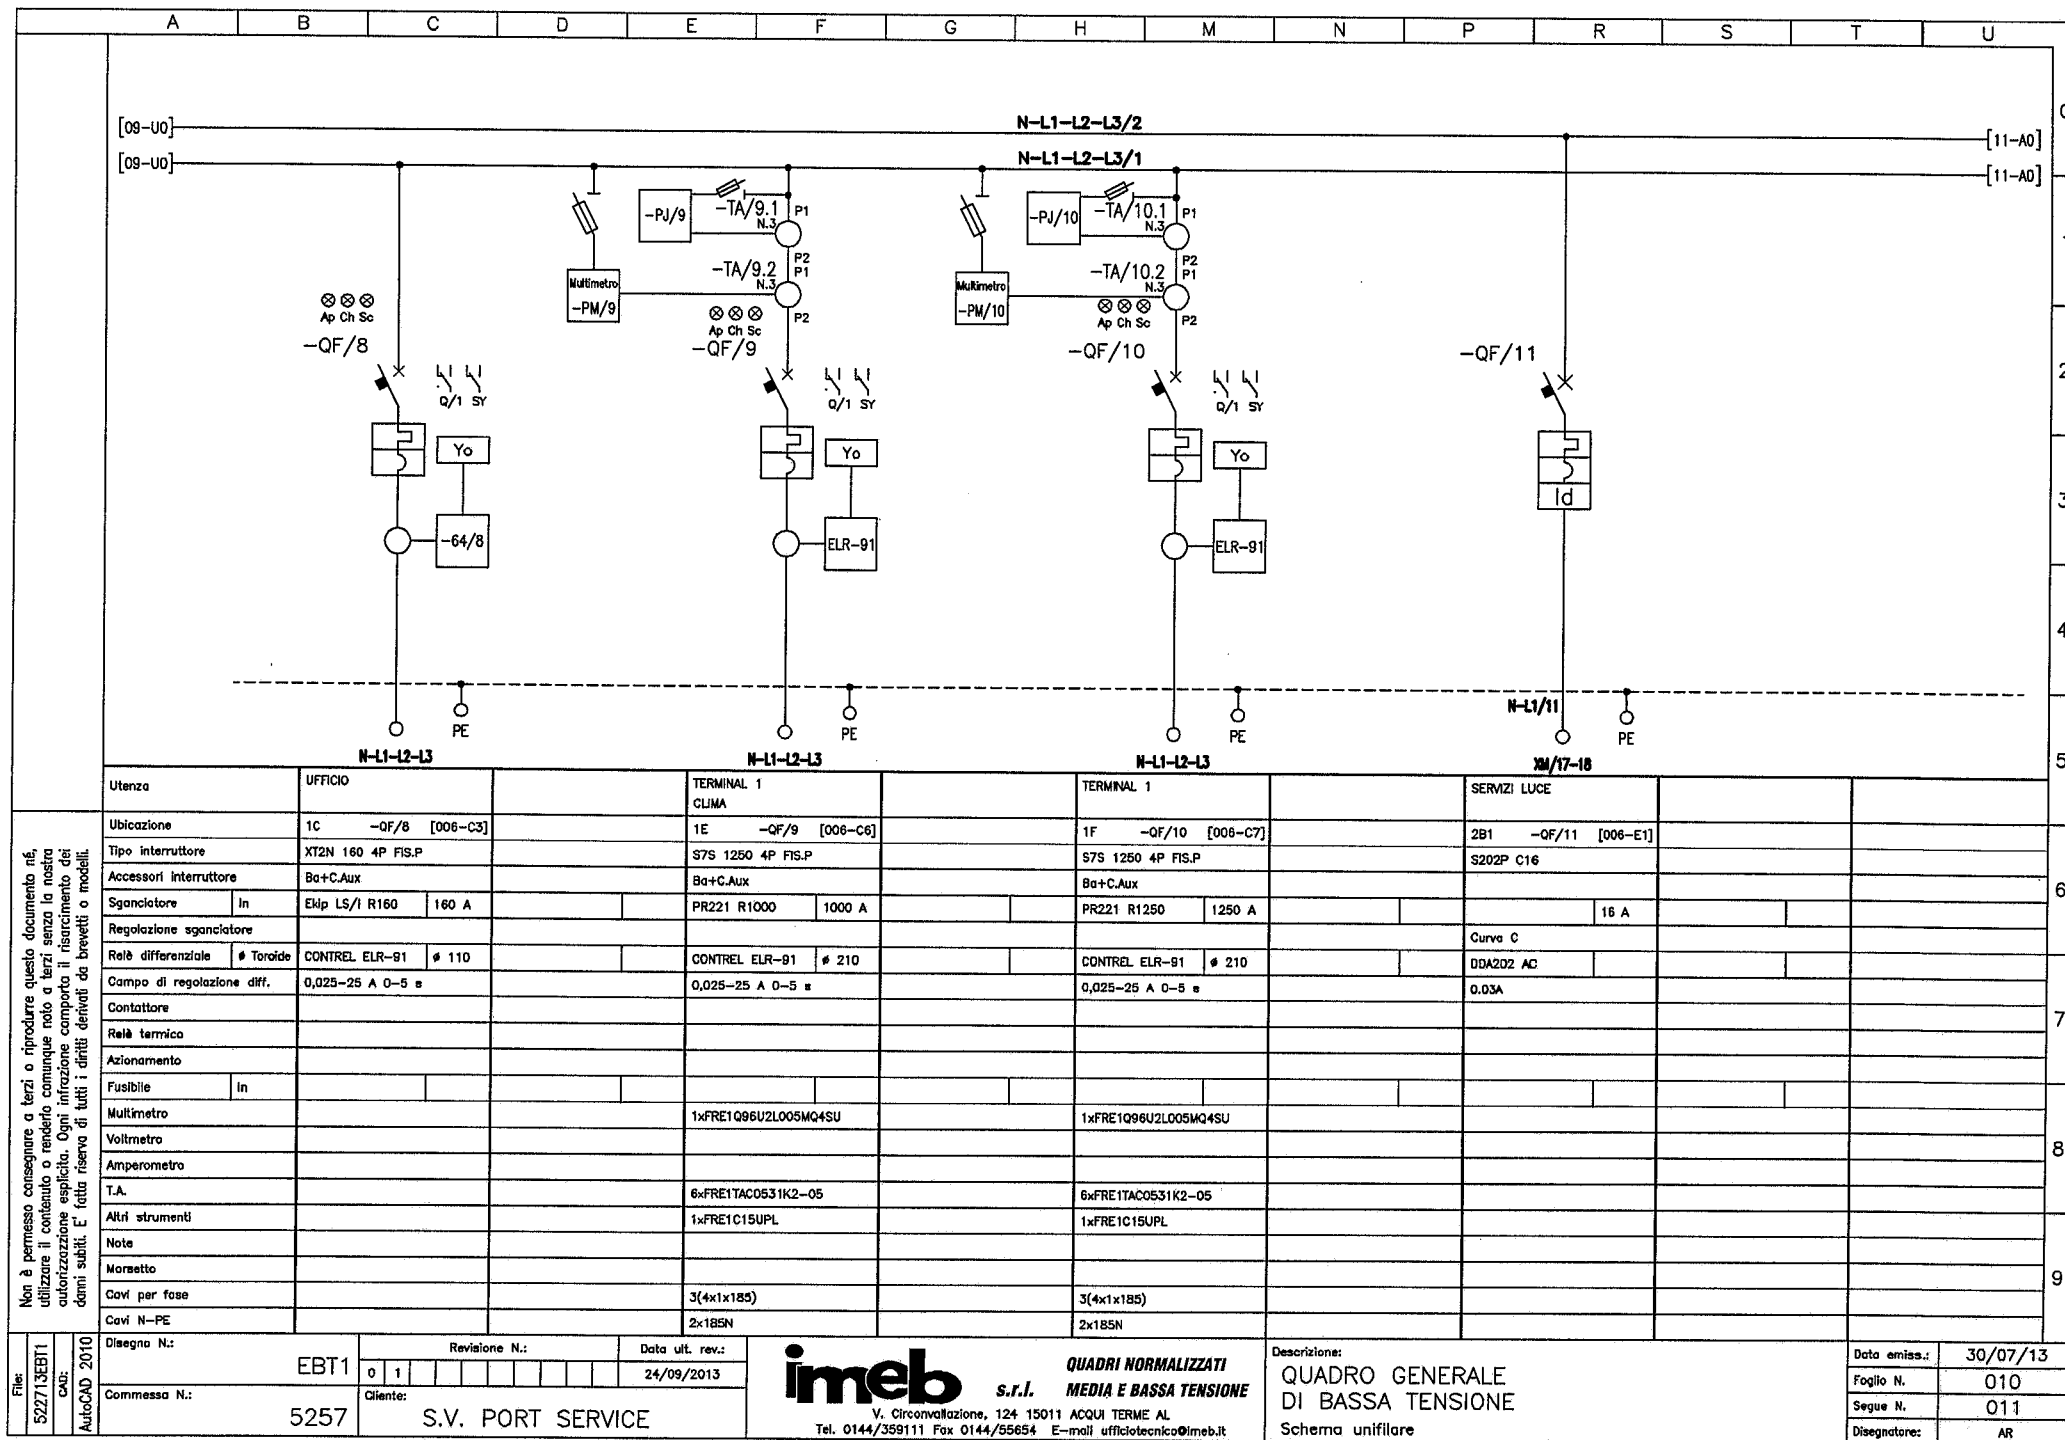 A B C D E F G H M N P R S T U
0
[09-U0] N-L1-L2-L3/2 [11-A0]
[09-U0] N-L1-L2-L3/1 [11-A0]
-PJ/9 -TA/9.1 P1
N.3
-PJ/10 -TA/10.1 P1
N.3
1
P2
-TA/9.2 P1
N.3
P2
-TA/10.2 P1
N.3
Multimetro
-PM/9
Multimetro
-PM/10
Ap Ch Sc
-QF/8
Ap Ch Sc
P2
-QF/9
Ap Ch Sc
P2
-QF/10
-QF/11
2
Q/1 SY
Q/1 SY
Q/1 SY
Yo
Yo
Yo
Id
3
-64/8
ELR-91
ELR-91
4
N-L1/11
PE
PE
PE
PE
N-L1-L2-L3
N-L1-L2-L3
N-L1-L2-L3
XM/17-18
5
Utenza UFFICIO TERMINAL 1 TERMINAL 1 SERVIZI LUCE
CLIMA
Ubicazione 1C -QF/8 [006-C3] 1E -QF/9 [006-C6] 1F -QF/10 [006-C7] 2B1 -QF/11 [006-E1]
Tipo interruttore XT2N 160 4P FIS.P S7S 1250 4P FIS.P S7S 1250 4P FIS.P S202P C16
Accessori interruttore Ba+C.Aux Ba+C.Aux Ba+C.Aux
6
Sganciatore In Ekip LS/I R160 160 A PR221 R1000 1000 A PR221 R1250 1250 A 16 A
Regolazione sganciatore Curva C
Relè differenziale ø Toroide CONTREL ELR-91 ø 110 CONTREL ELR-91 ø 210 CONTREL ELR-91 ø 210 DDA202 AC
Campo di regolazione diff. 0,025-25 A 0-5 s 0,025-25 A 0-5 s 0,025-25 A 0-5 s 0.03A
Contattore
7
Relè termico
Azionamento
Fusibile In
Multimetro 1xFRE1Q96U2L005MQ4SU 1xFRE1Q96U2L005MQ4SU
Voltmetro
8
Amperometro
T.A. 6xFRE1TAC0531K2-05 6xFRE1TAC0531K2-05
Altri strumenti 1xFRE1C15UPL 1xFRE1C15UPL
Note
Morsetto
9
Cavi per fase 3(4x1x185) 3(4x1x185)
Cavi N-PE 2x185N 2x185N
Non è permesso consegnare a terzi o riprodurre questo documento né,
utilizzare il contenuto o renderlo comunque noto a terzi senza la nostra
autorizzazzione esplicita. Ogni infrazione comporta il risarcimento dei
danni subiti. E' fatta riserva di tutti i diritti derivati da brevetti o modelli.
File:
522713EBT1
CAD:
AutoCAD 2010
Disegno N.:
EBT1
Revisione N.:
0 1
Data ult. rev.:
24/09/2013
Commessa N.:
5257
Cliente:
S.V. PORT SERVICE
imeb s.r.l.
QUADRI NORMALIZZATI
MEDIA E BASSA TENSIONE
V. Circonvallazione, 124 15011 ACQUI TERME AL
Tel. 0144/359111 Fax 0144/55654 E-mail ufficiotecnico@imeb.it
Descrizione:
QUADRO GENERALE
DI BASSA TENSIONE
Schema unifilare
Data emiss.: 30/07/13
Foglio N. 010
Segue N. 011
Disegnatore: AR